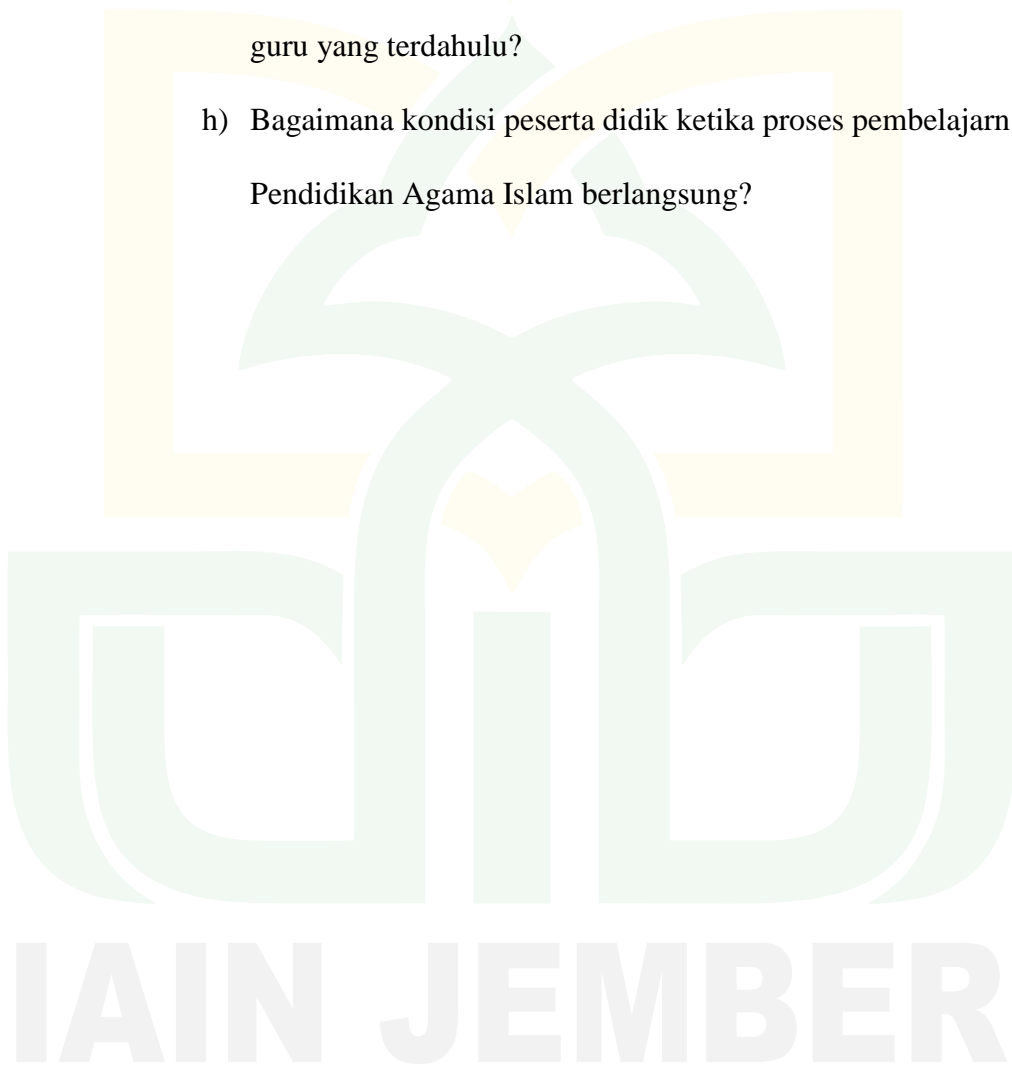 guru yang terdahulu?
h) Bagaimana kondisi peserta didik ketika proses pembelajarn
Pendidikan Agama Islam berlangsung?
IAIN JEMBER